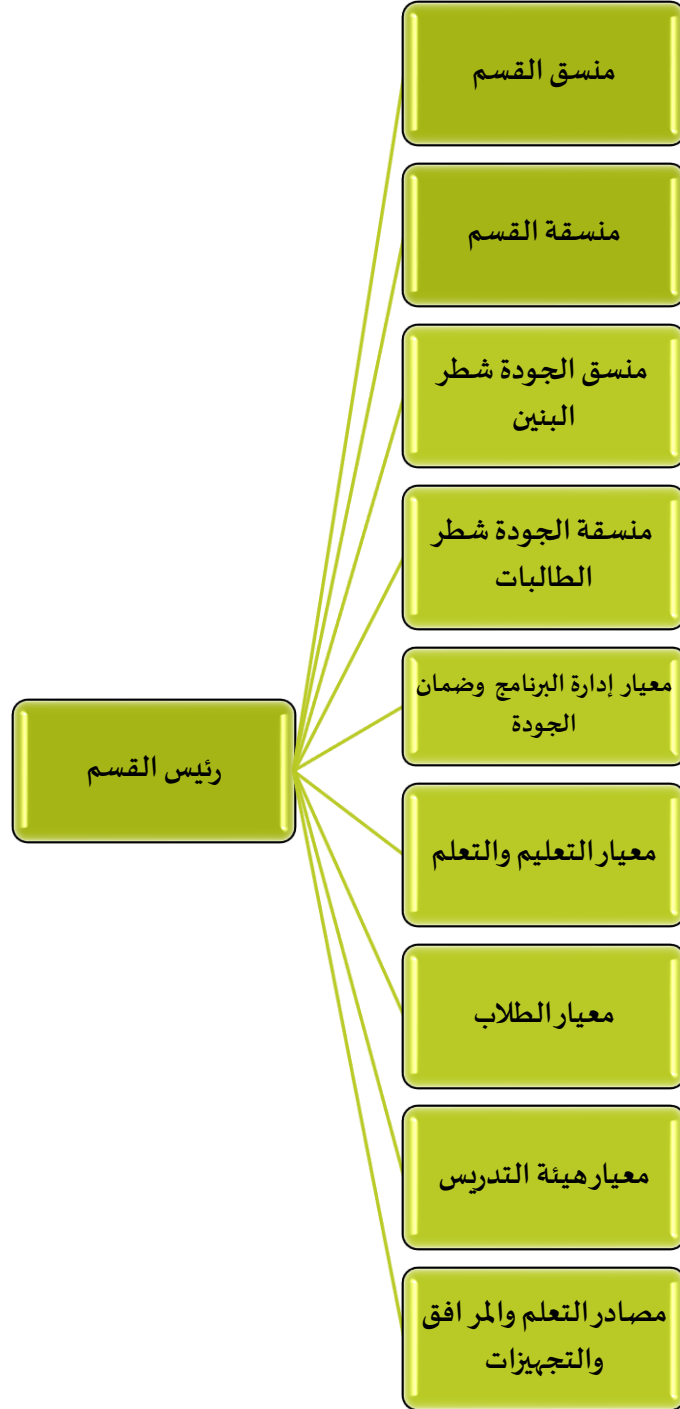 منسق القسم
منسقة القسم
منسق الجودة شطر
البنين
منسقة الجودة شطر
الطالبات
معيار إدارة البرنامج وضمان
الجودة
رئيس القسم
معيار التعليم والتعلم
معيار الطلاب
معيار هيئة التدريس
مصادر التعلم والمرافق
والتجهيزات